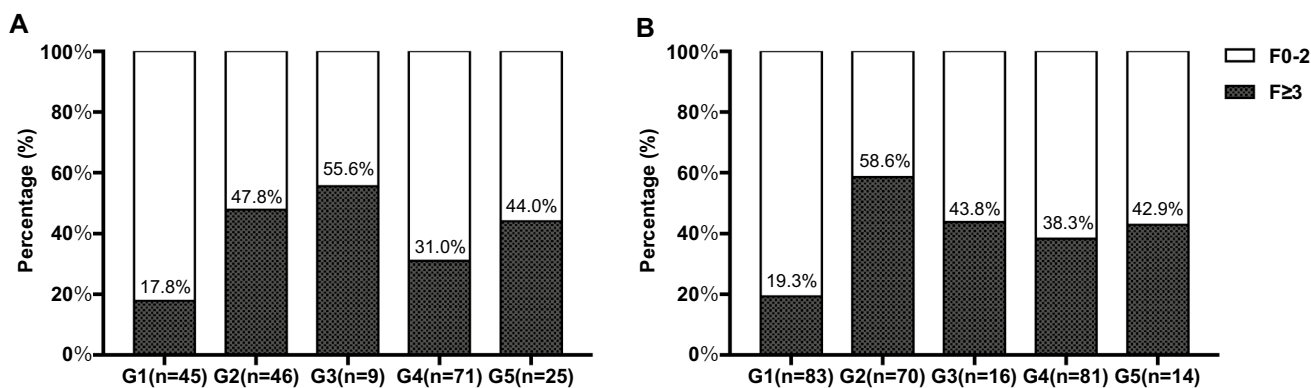 A
Percentage (%)
100%
80%
60%
40%
20%
0%
17.8%
47.8%
55.6%
31.0%
44.0%
G1(n=45) G2(n=46) G3(n=9) G4(n=71) G5(n=25)
B
Percentage (%)
100%
80%
60%
40%
20%
0%
19.3%
58.6%
43.8%
38.3%
42.9%
G1(n=83) G2(n=70) G3(n=16) G4(n=81) G5(n=14)
F0-2
F≥3